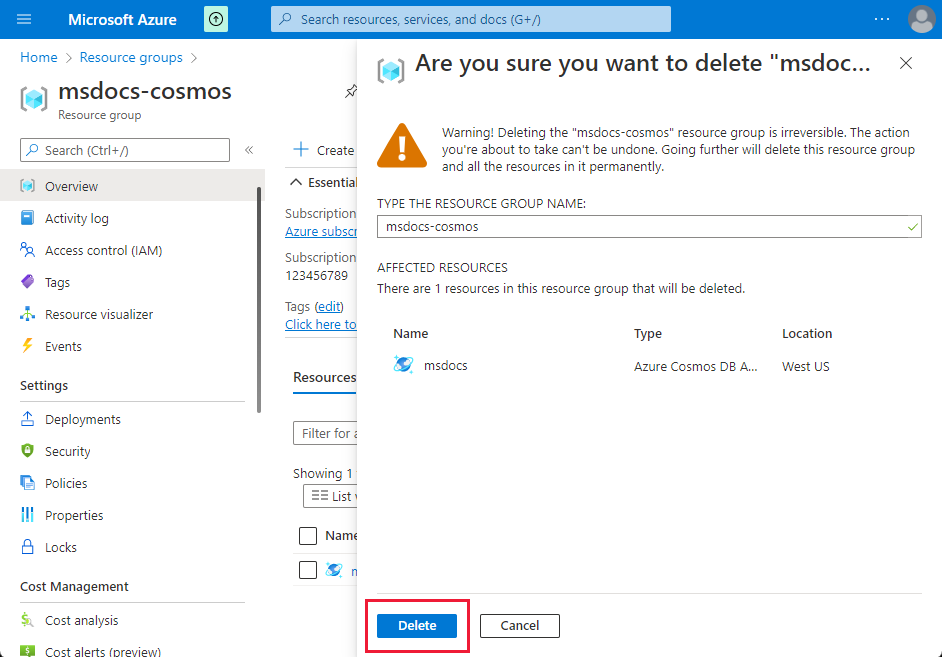 Microsoft Azure
Search resources, services, and docs (G+/)
Home > Resource groups >
msdocs-cosmos
Resource group
Search (Ctrl+/)
Overview
Activity log
Access control (IAM)
Tags
Resource visualizer
Events
Settings
Deployments
Security
Policies
Properties
Locks
Cost Management
Cost analysis
Cost alerts (preview)
Create
Essential
Subscription
Azure subscr
Subscription
123456789
Tags (edit)
Click here to
Resources
Filter for a
Showing 1
List
Name
Are you sure you want to delete "msdoc...
Warning! Deleting the "msdocs-cosmos" resource group is irreversible. The action
you're about to take can't be undone. Going further will delete this resource group
and all the resources in it permanently.
TYPE THE RESOURCE GROUP NAME:
msdocs-cosmos
AFFECTED RESOURCES
There are 1 resources in this resource group that will be deleted.
Name Type Location
msdocs Azure Cosmos DB A... West US
Delete Cancel